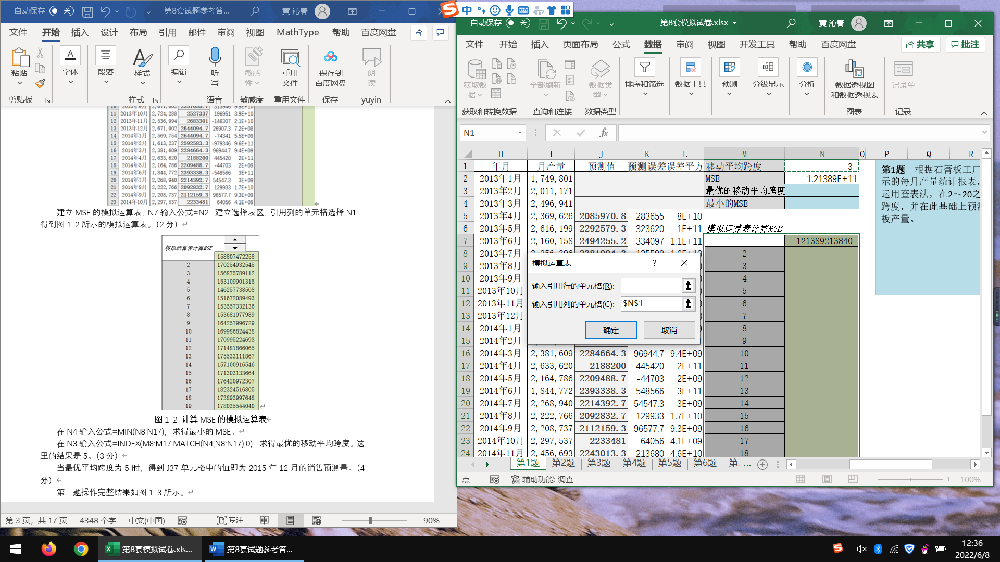 自动保存 关 第8套试题参考答... 黄 沁春
文件 开始 插入 设计 布局 引用 邮件 审阅 视图 MathType 帮助 百度网盘
粘贴 字体 段落 样式 编辑 听写 敏感性 重用文件 保存到百度网盘 朗读
剪贴板 样式 语音 敏感度 重用文件 保存 yuyin
11 2013年10月 2,724,288 2527337 196951 3.9E+10
12 2013年11月 2,536,994 2683301 -146307 2.1E+10
13 2013年12月 2,671,002 2644094.7 26907.3 7.2E+08
14 2014年1月 2,569,754 2644094.7 -74341 5.5E+09
15 2014年2月 1,613,237 2592583.3 -979346 9.6E+11
16 2014年3月 2,381,609 2284664.3 96944.7 9.4E+09
17 2014年4月 2,633,620 2188200 445420 2E+11
18 2014年5月 2,164,786 2209488.7 -44703 2E+09
19 2014年6月 1,844,772 2393338.3 -548566 3E+11
20 2014年7月 2,268,940 2214392.7 54547.3 3E+09
21 2014年8月 2,222,766 2092832.7 129933 1.7E+10
22 2014年9月 2,208,737 2112159.3 96577.7 9.3E+09
23 2014年10月 2,297,537 2233481 64056 4.1E+09
建立 MSE 的模拟运算表，N7 输入公式=N2，建立选择表区，引用列的单元格选择 N1，
得到图 1-2 所示的模拟运算表。（2 分）
模拟运算表计算MSE
158807472258
2 170254932545
3 156875789112
4 153109901315
5 146257738508
6 151672089493
7 153557332136
8 153681977989
9 164257996729
10 169986824438
11 170995224693
12 171481866065
13 175533111867
14 157100916546
15 171303133664
16 176420972307
17 182324516805
18 173893997648
19 178035544040
图 1-2 计算 MSE 的模拟运算表
在 N4 输入公式=MIN(N8:N17)，求得最小的 MSE。
在 N3 输入公式=INDEX(M8:M17,MATCH(N4,N8:N17),0)，求得最优的移动平均跨度。这
里的结果是 5。（3 分）
当最优平均跨度为 5 时，得到 J37 单元格中的值即为 2015 年 12 月的销售预测量。（4
分）
第一题操作完整结果如图 1-3 所示。
第 3 页，共 17 页 4348 个字 中文(中国) 专注 90%
中
自动保存 关 第8套模拟试卷.xlsx 黄 沁春
文件 开始 插入 页面布局 公式 数据 审阅 视图 开发工具 帮助 百度网盘 共享 批注
获取数据 全部刷新 数据类型 排序和筛选 数据工具 预测 分级显示 分析 数据透视图和数据透视表 记录单
获取和转换数据 查询和连接 数据类型 图表 记录
N1 fx
H I J K L M N O P Q R
1 年月 月产量 预测值 预测误差 误差平方 移动平均跨度 3
2 2013年1月 1,749,801 MSE 1.21389E+11
3 2013年2月 2,011,171 最优的移动平均跨度
4 2013年3月 2,496,941 最小的MSE
5 2013年4月 2,369,626 2085970.8 283655 8E+10
6 2013年5月 2,616,199 2292579.3 323620 1E+11 模拟运算表计算MSE
7 2013年6月 2,160,158 2494255.2 -334097 1.1E+11 121389213840
8 2013年7月 2
9 2013年8月 3
10 2013年9月 4
11 2013年10月 5
12 2013年11月 6
13 2013年12月 7
14 2014年1月 8
15 2014年2月 9
16 2014年3月 2,381,609 2284664.3 96944.7 9.4E+09 10
17 2014年4月 2,633,620 2188200 445420 2E+11 11
18 2014年5月 2,164,786 2209488.7 -44703 2E+09 12
19 2014年6月 1,844,772 2393338.3 -548566 3E+11 13
20 2014年7月 2,268,940 2214392.7 54547.3 3E+09 14
21 2014年8月 2,222,766 2092832.7 129933 1.7E+10 15
22 2014年9月 2,208,737 2112159.3 96577.7 9.3E+09 16
23 2014年10月 2,297,537 2233481 64056 4.1E+09 17
24 2014年11月 2,456,693 2243013.3 213680 4.6E+10 18
第1题 根据石膏板工厂
示的每月产量统计报表，
运用查表法，在2～20之
跨度，并在此基础上预测
板产量。
模拟运算表 ?
输入引用行的单元格(R):
输入引用列的单元格(C): $N$1
确定 取消
第1题 第2题 第3题 第4题 第5题 第6题 第7 ...
点 辅助功能: 调查 100%
第8套模拟试卷.xls... 第8套试题参考答... 12:36
2022/6/8